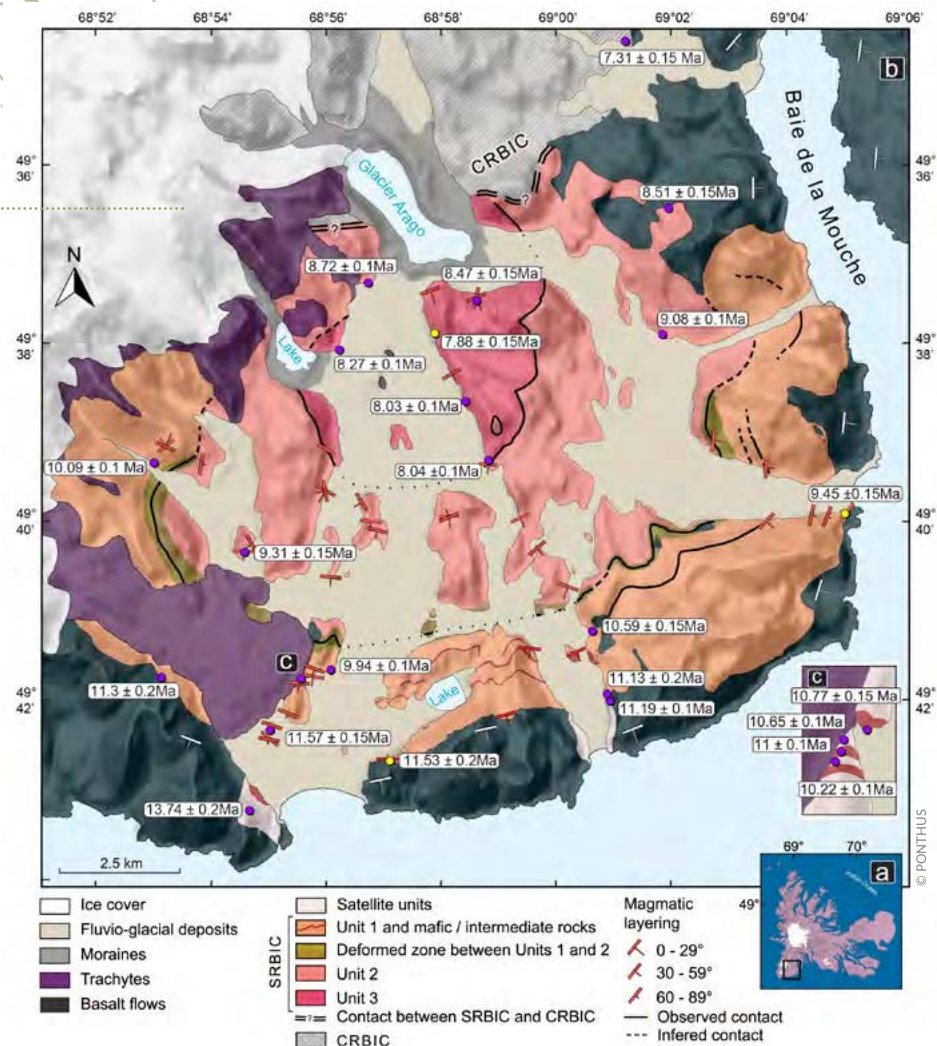 68°52' 68°54' 68°56' 68°58' 69°00' 69°02' 69°04' 69°06'
b
7.31 ± 0.15 Ma
Baie de la Mouche
CRBIC
49° 36'
Glacier Arago
8.51 ± 0.15Ma
?
?
N
8.72 ± 0.1Ma
8.47 ± 0.15Ma
9.08 ± 0.1Ma
49° 38'
Lake
7.88 ± 0.15Ma
8.27 ± 0.1Ma
8.03 ± 0.1Ma
10.09 ± 0.1 Ma
8.04 ±0.1Ma
9.45 ±0.15Ma
49° 40'
9.31 ± 0.15Ma
10.59 ± 0.15Ma
C
9.94 ± 0.1Ma
11.13 ± 0.2Ma
49° 42'
11.3 ± 0.2Ma
Lake
11.19 ± 0.1Ma
11.57 ± 0.15Ma
11.53 ± 0.2Ma
13.74 ± 0.2Ma
C
10.77 ± 0.15 Ma
10.65 ± 0.1Ma
11 ± 0.1Ma
10.22 ± 0.1Ma
2.5 km
© PONTHUS
69° 70°
a
49°
Ice cover
Fluvio-glacial deposits
Moraines
Trachytes
Basalt flows
Satellite units
SRBIC
Unit 1 and mafic / intermediate rocks
Deformed zone between Units 1 and 2
Unit 2
Unit 3
? Contact between SRBIC and CRBIC
CRBIC
Magmatic
layering
0 - 29°
30 - 59°
60 - 89°
Observed contact
Infered contact